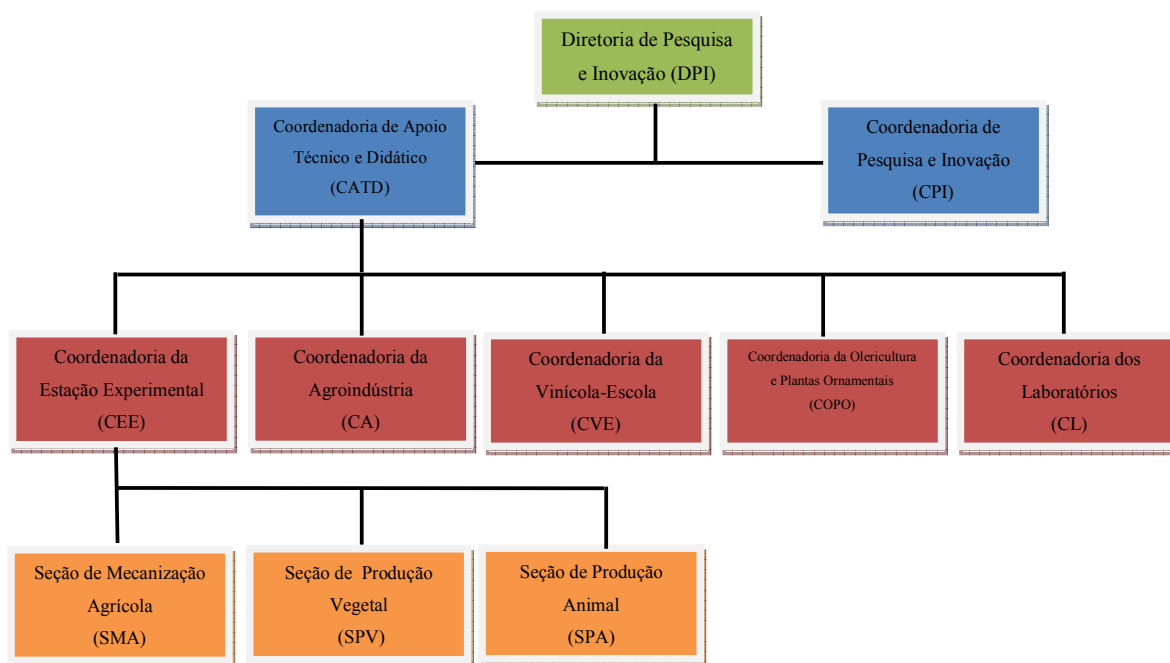 Diretoria de Pesquisa
e Inovação (DPI)
Coordenadoria de Apoio
Técnico e Didático
(CATD)
Coordenadoria de
Pesquisa e Inovação
(CPI)
Coordenadoria da
Estação Experimental
(CEE)
Coordenadoria da
Agroindústria
(CA)
Coordenadoria da
Vinícola-Escola
(CVE)
Coordenadoria da Olericultura
e Plantas Ornamentais
(COPO)
Coordenadoria dos
Laboratórios
(CL)
Seção de Mecanização
Agrícola
(SMA)
Seção de Produção
Vegetal
(SPV)
Seção de Produção
Animal
(SPA)